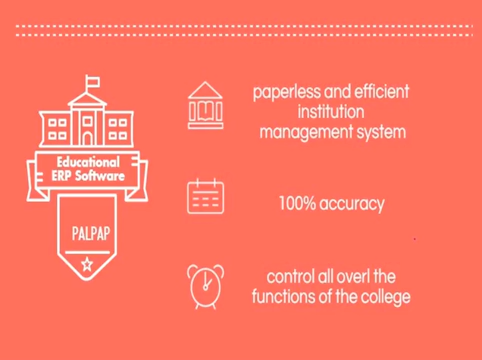 Educational
ERP Software
PALPAP
paperless and efficient
institution
management system
100% accuracy
control all overl the
functions of the college